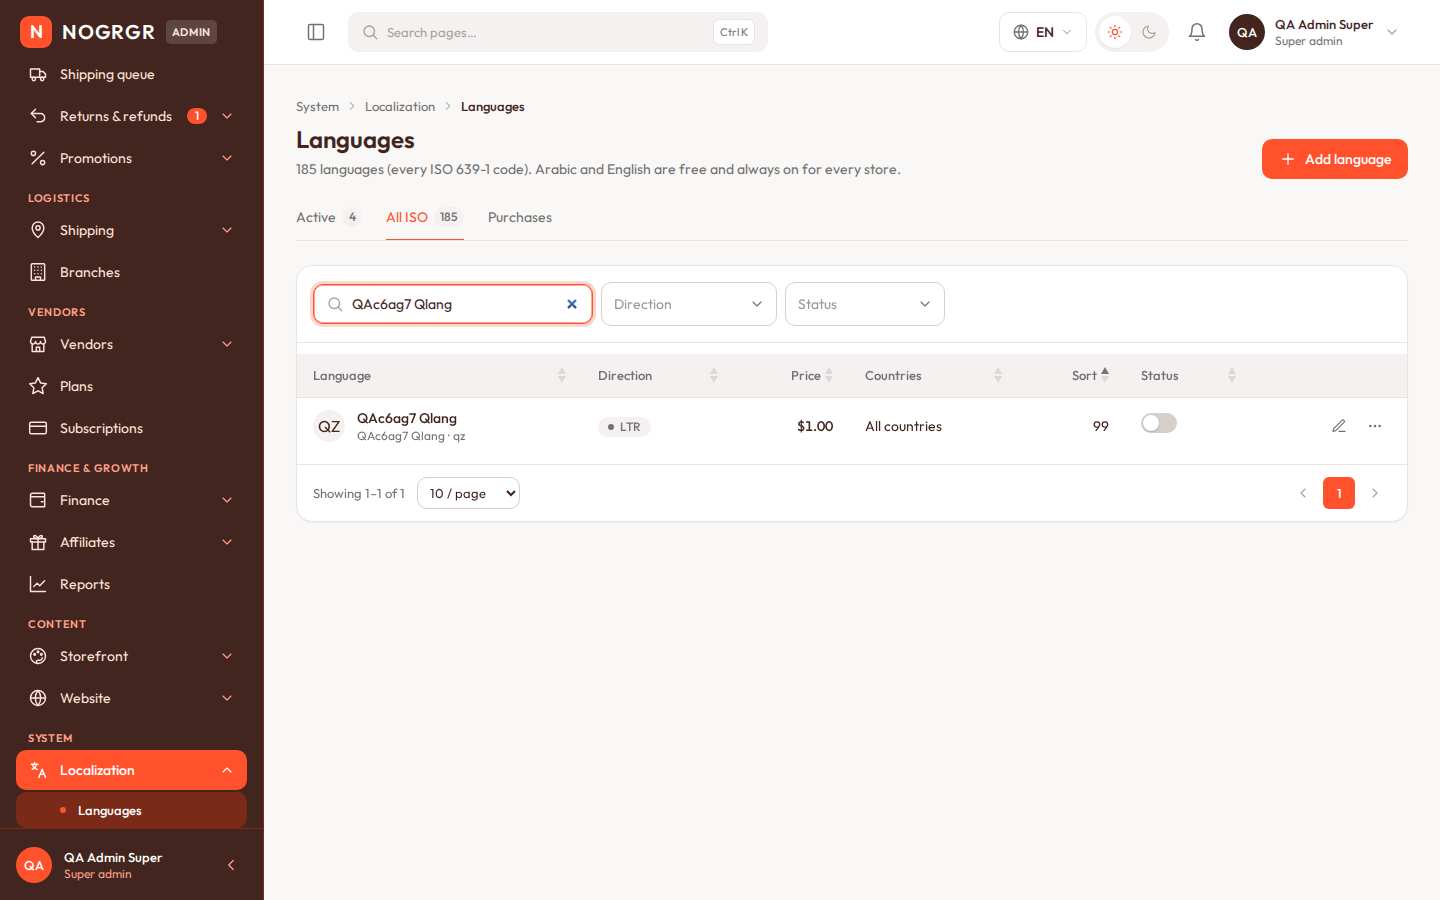 N NOGRGR ADMIN
Shipping queue
Returns & refunds 1
Promotions
LOGISTICS
Shipping
Branches
VENDORS
Vendors
Plans
Subscriptions
FINANCE & GROWTH
Finance
Affiliates
Reports
CONTENT
Storefront
Website
SYSTEM
Localization
Languages
QA QA Admin Super
Super admin
Search pages... Ctrl K
EN
QA QA Admin Super
Super admin
System > Localization > Languages
Languages
185 languages (every ISO 639-1 code). Arabic and English are free and always on for every store.
Add language
Active 4 All ISO 185 Purchases
QAc6ag7 Qlang Direction Status
Language Direction Price Countries Sort Status
QZ QAc6ag7 Qlang LTR $1.00 All countries 99
QAc6ag7 Qlang · qz
Showing 1–1 of 1 10 / page 1